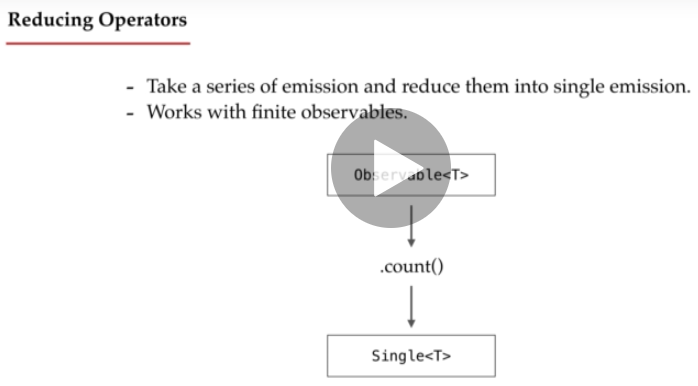 Reducing Operators
- Take a series of emission and reduce them into single emission.
- Works with finite observables.
Observable<T>
.count()
Single<T>